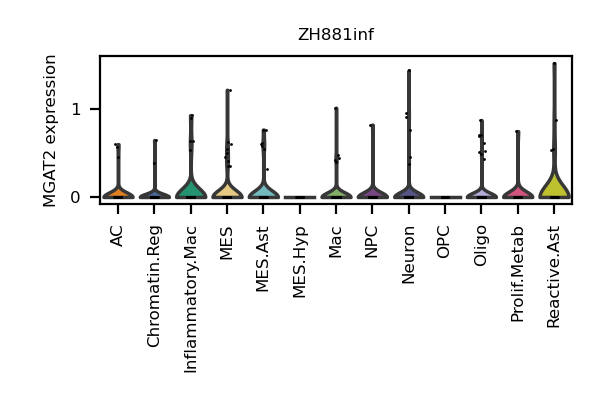 ZH881inf
MGAT2 expression
1
0
AC
Chromatin.Reg
Inflammatory.Mac
MES
MES.Ast
MES.Hyp
Mac
NPC
Neuron
OPC
Oligo
Prolif.Metab
Reactive.Ast